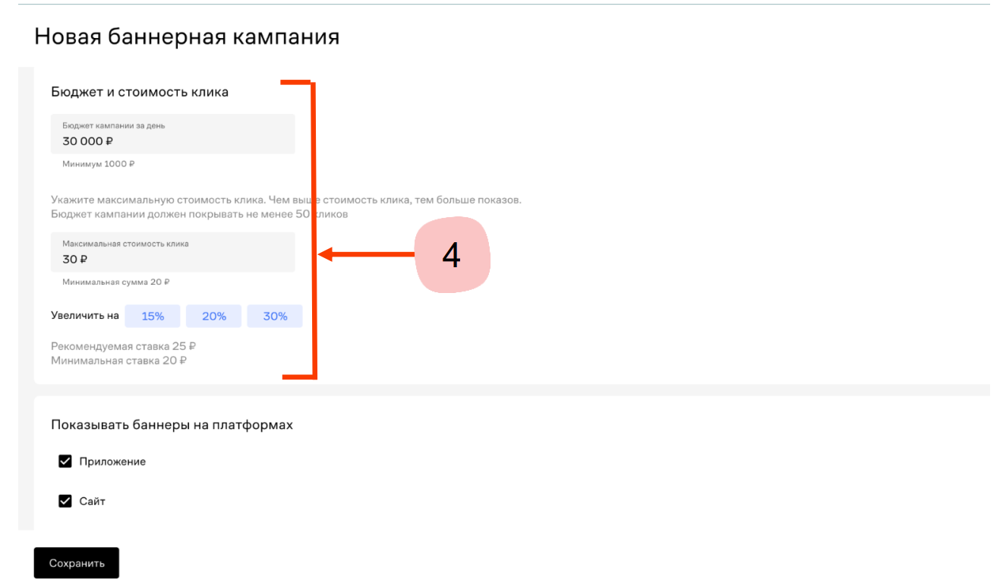 Новая баннерная кампания
Бюджет и стоимость клика
Бюджет кампании за день
30 000 ₽
Минимум 1000 ₽
Укажите максимальную стоимость клика. Чем выше стоимость клика, тем больше показов.
Бюджет кампании должен покрывать не менее 50 кликов
Максимальная стоимость клика
30 ₽
4
Минимальная сумма 20 ₽
Увеличить на 15% 20% 30%
Рекомендуемая ставка 25 ₽
Минимальная ставка 20 ₽
Показывать баннеры на платформах
Приложение
Сайт
Сохранить